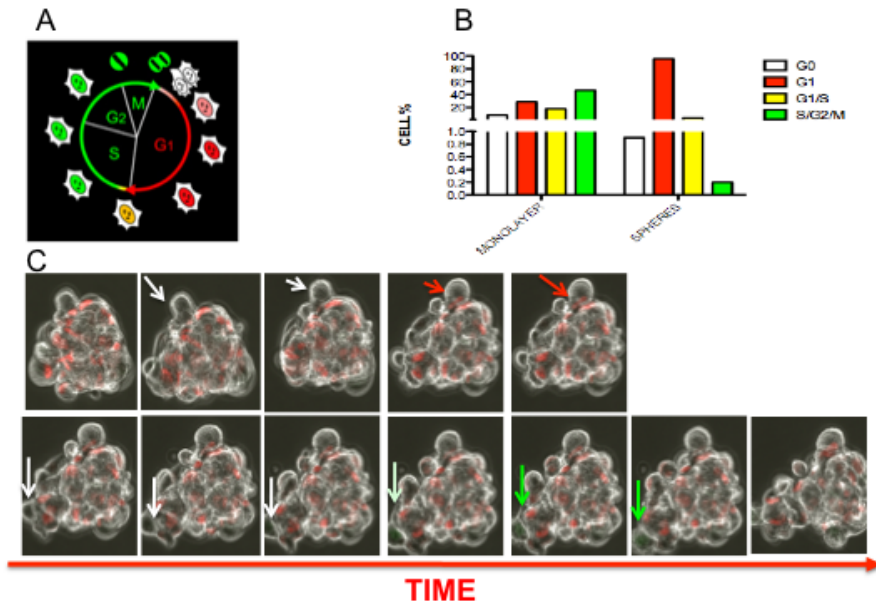 A
M
G2
G1
S
B
CELL %
100
80
60
40
20
1.0
0.8
0.6
0.4
0.2
0.0
MONOLAYER
SPHERES
G0
G1
G1/S
S/G2/M
C
TIME